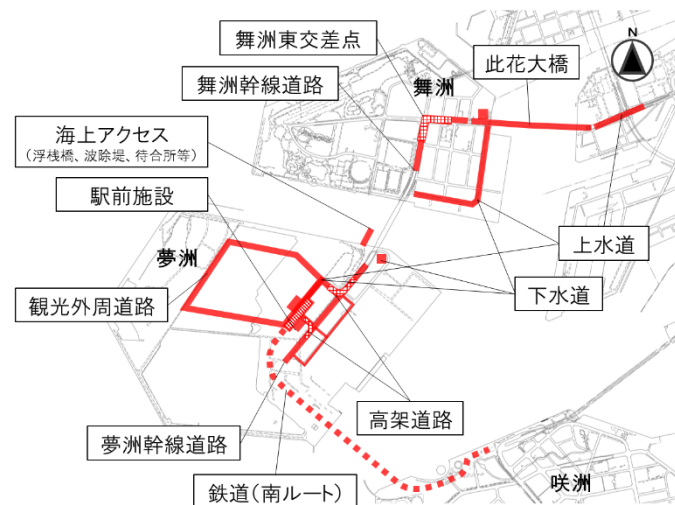 舞洲東交差点
N
此花大橋
舞洲
舞洲幹線道路
海上アクセス
(浮桟橋、波除堤、待合所等)
駅前施設
上水道
夢洲
下水道
観光外周道路
高架道路
夢洲幹線道路
咲洲
鉄道(南ルート)